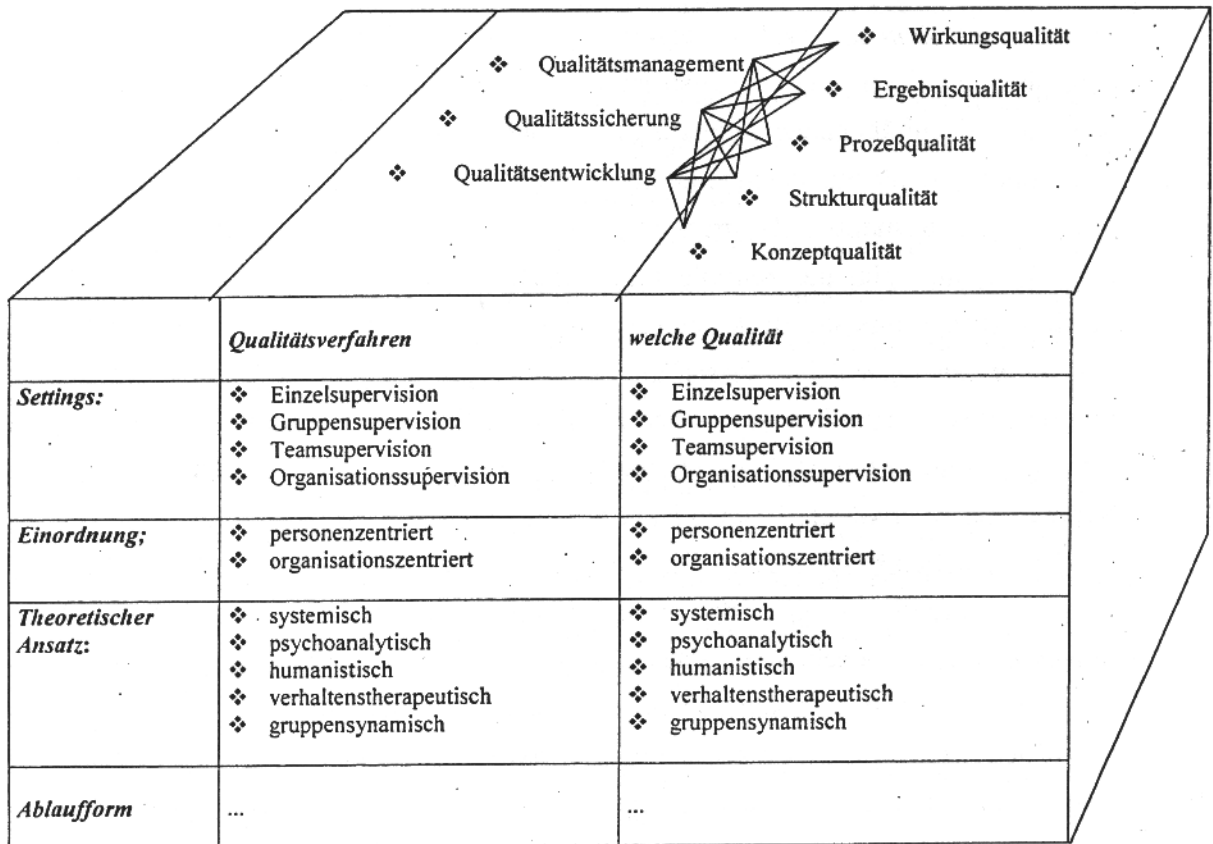 ❖ Wirkungsqualität
❖ Qualitätsmanagement
❖ Ergebnisqualität
❖ Qualitätssicherung
❖ Prozeßqualität
❖ Qualitätsentwicklung
❖ Strukturqualität
❖ Konzeptqualität
Qualitätsverfahren welche Qualität
Settings: ❖ Einzelsupervision ❖ Einzelsupervision
❖ Gruppensupervision ❖ Gruppensupervision
❖ Teamsupervision ❖ Teamsupervision
❖ Organisationssupervision ❖ Organisationssupervision
Einordnung; ❖ personenzentriert ❖ personenzentriert
❖ organisationszentriert ❖ organisationszentriert
Theoretischer ❖ systemisch ❖ systemisch
Ansatz: ❖ psychoanalytisch ❖ psychoanalytisch
❖ humanistisch ❖ humanistisch
❖ verhaltenstherapeutisch ❖ verhaltenstherapeutisch
❖ gruppensynamisch ❖ gruppensynamisch
Ablaufform ... ...